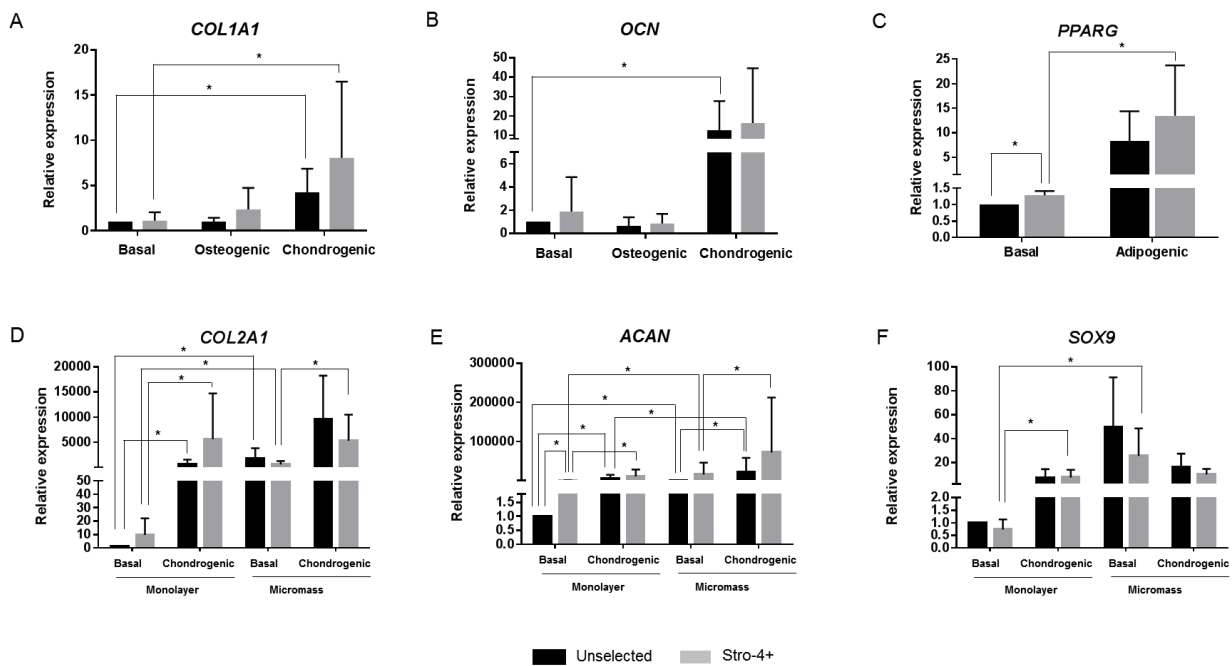 A
COL1A1
Relative expression
20
15
10
5
0
*
*
Basal Osteogenic Chondrogenic
B
OCN
Relative expression
50
40
30
20
10
6
4
2
0
*
Basal Osteogenic Chondrogenic
C
PPARG
Relative expression
25
20
15
10
5
1.5
1.0
0.5
0.0
*
*
Basal Adipogenic
D
COL2A1
Relative expression
20000
15000
10000
5000
50
40
30
20
10
0
*
*
*
*
*
Basal Chondrogenic Basal Chondrogenic
Monolayer Micromass
E
ACAN
Relative expression
300000
200000
100000
1.5
1.0
0.5
0.0
*
*
*
*
*
*
*
*
*
Basal Chondrogenic Basal Chondrogenic
Monolayer Micromass
F
SOX9
Relative expression
100
80
60
40
20
2.0
1.5
1.0
0.5
0.0
*
*
Basal Chondrogenic Basal Chondrogenic
Monolayer Micromass
Unselected Stro-4+